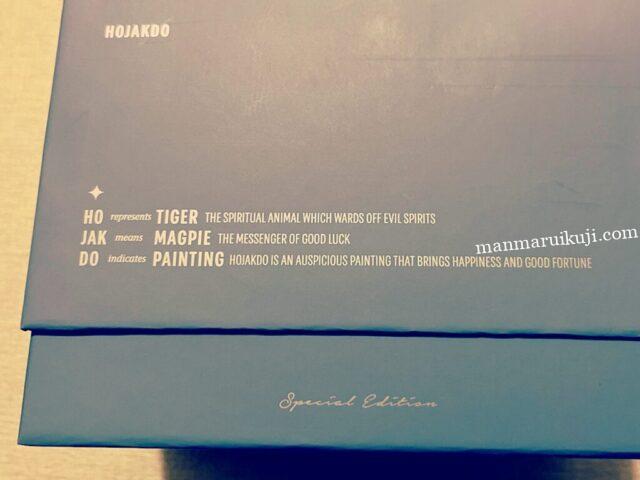 HOJAKDO
HO represents TIGER THE SPIRITUAL ANIMAL WHICH WARDS OFF EVIL SPIRITS
JAK means MAGPIE THE MESSENGER OF GOOD LUCK
manmaruikuji.com
DO indicates PAINTING HOJAKDO IS AN AUSPICIOUS PAINTING THAT BRINGS HAPPINESS AND GOOD FORTUNE
Special Edition